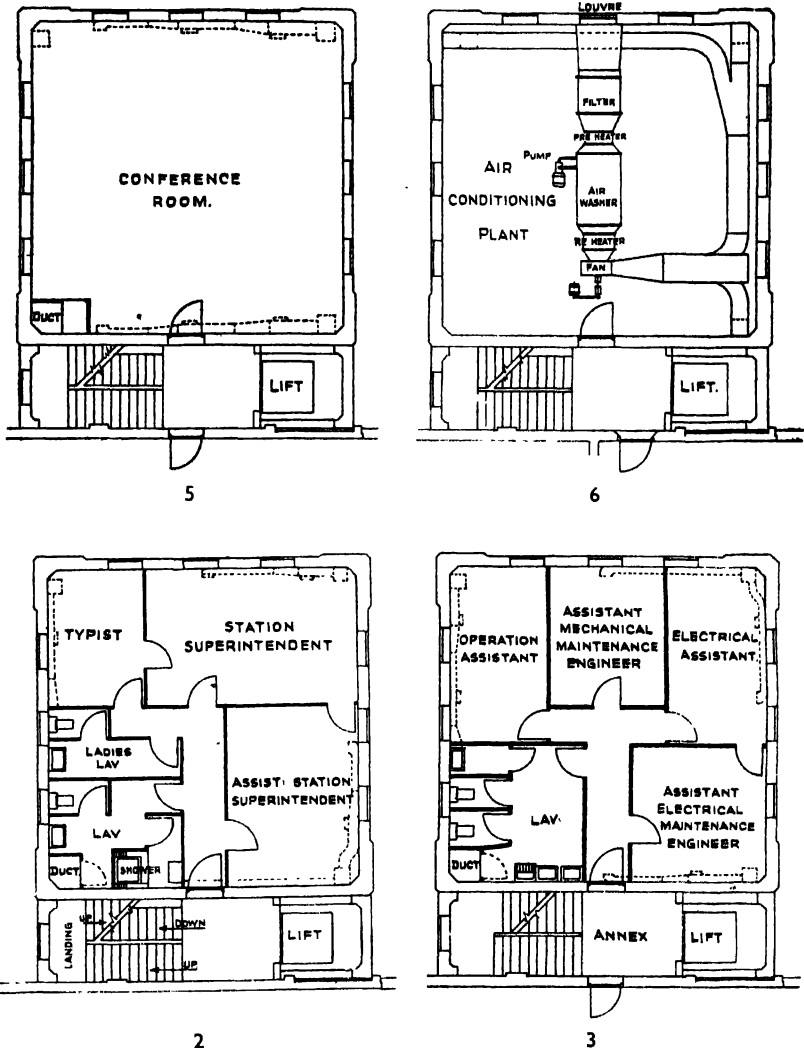 CONFERENCE
ROOM.
DUCT
LIFT
5
LOUVRE
FILTER
PRE HEATER
PUMP
AIR
CONDITIONING
PLANT
AIR
WASHER
RE HEATER
FAN
LIFT.
6
TYPIST
STATION
SUPERINTENDENT
LADIES
LAV
ASSIST: STATION
SUPERINTENDENT
LAV
DUCT
SHOWER
LANDING
UP
DOWN
UP
LIFT
2
OPERATION
ASSISTANT
ASSISTANT
MECHANICAL
MAINTENANCE
ENGINEER
ELECTRICAL
ASSISTANT
LAV.
ASSISTANT
ELECTRICAL
MAINTENANCE
ENGINEER
DUCT
ANNEX
LIFT
3